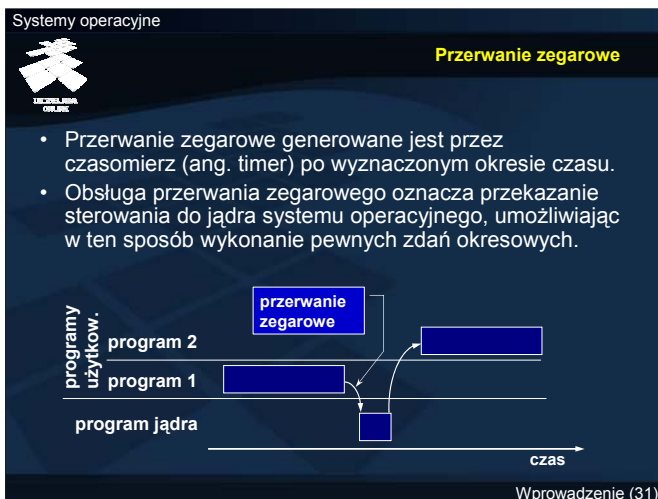 Systemy operacyjne
Przerwanie zegarowe
UCZELNIA
ONLINE
• Przerwanie zegarowe generowane jest przez
czasomierz (ang. timer) po wyznaczonym okresie czasu.
• Obsługa przerwania zegarowego oznacza przekazanie
sterowania do jądra systemu operacyjnego, umożliwiając
w ten sposób wykonanie pewnych zdań okresowych.
przerwanie
zegarowe
programy
użytkow.
program 2
program 1
program jądra
czas
Wprowadzenie (31)